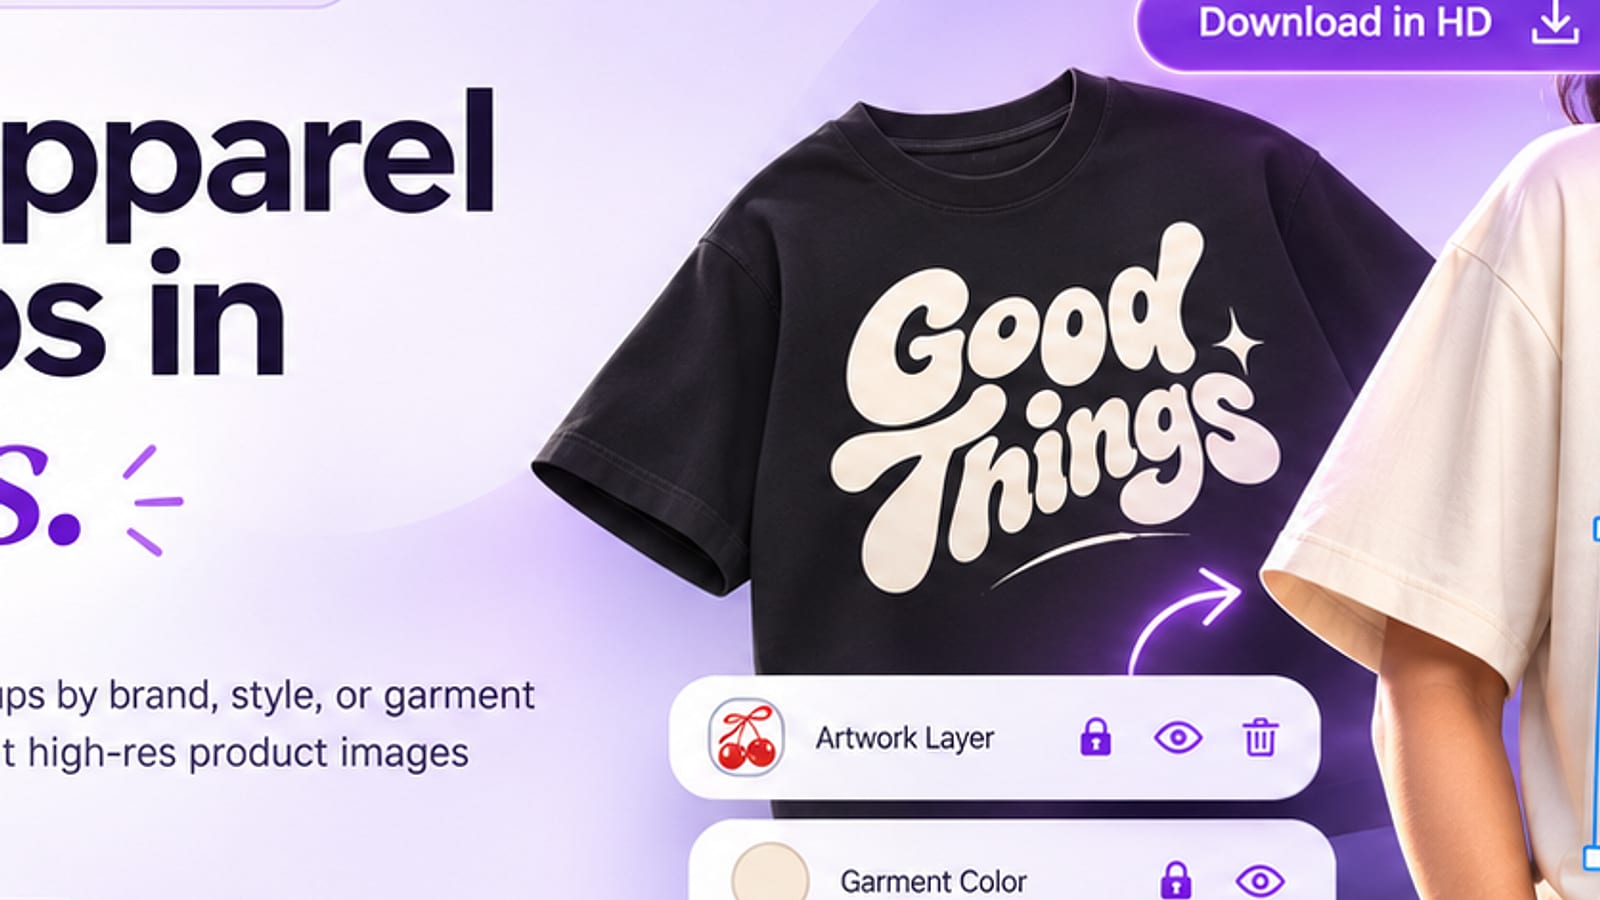 Download in HD
pparel
s in
s.
Good
Things
ups by brand, style, or garment
t high-res product images
Artwork Layer
Garment Color